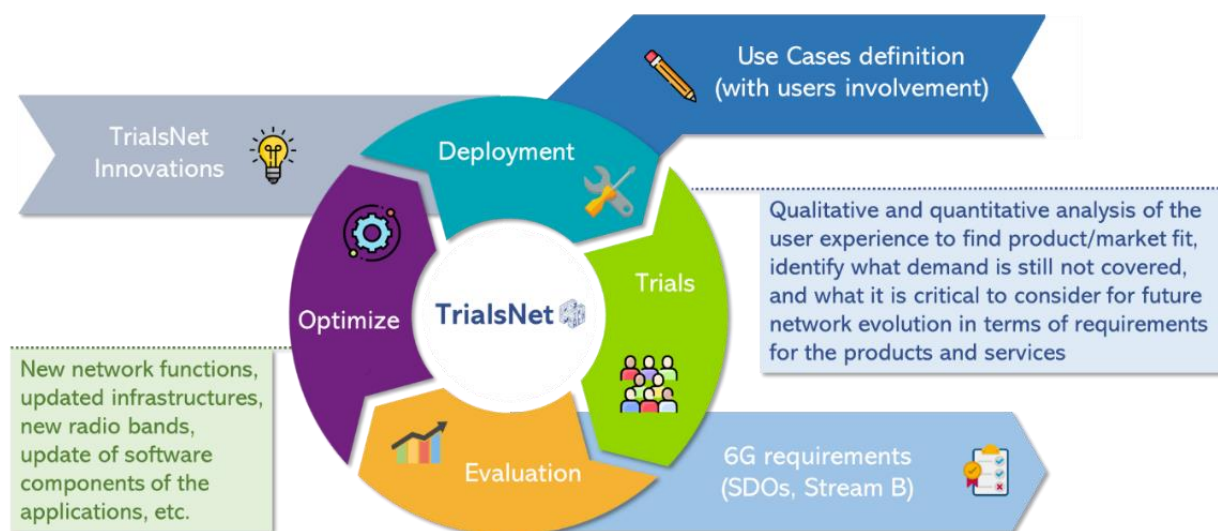 Use Cases definition
(with users involvement)
TrialsNet
Innovations
Deployment
Qualitative and quantitative analysis of the
user experience to find product/market fit,
identify what demand is still not covered,
and what it is critical to consider for future
network evolution in terms of requirements
for the products and services
Trials
TrialsNet
Optimize
New network functions,
updated infrastructures,
new radio bands,
update of software
components of the
applications, etc.
Evaluation
6G requirements
(SDOs, Stream B)